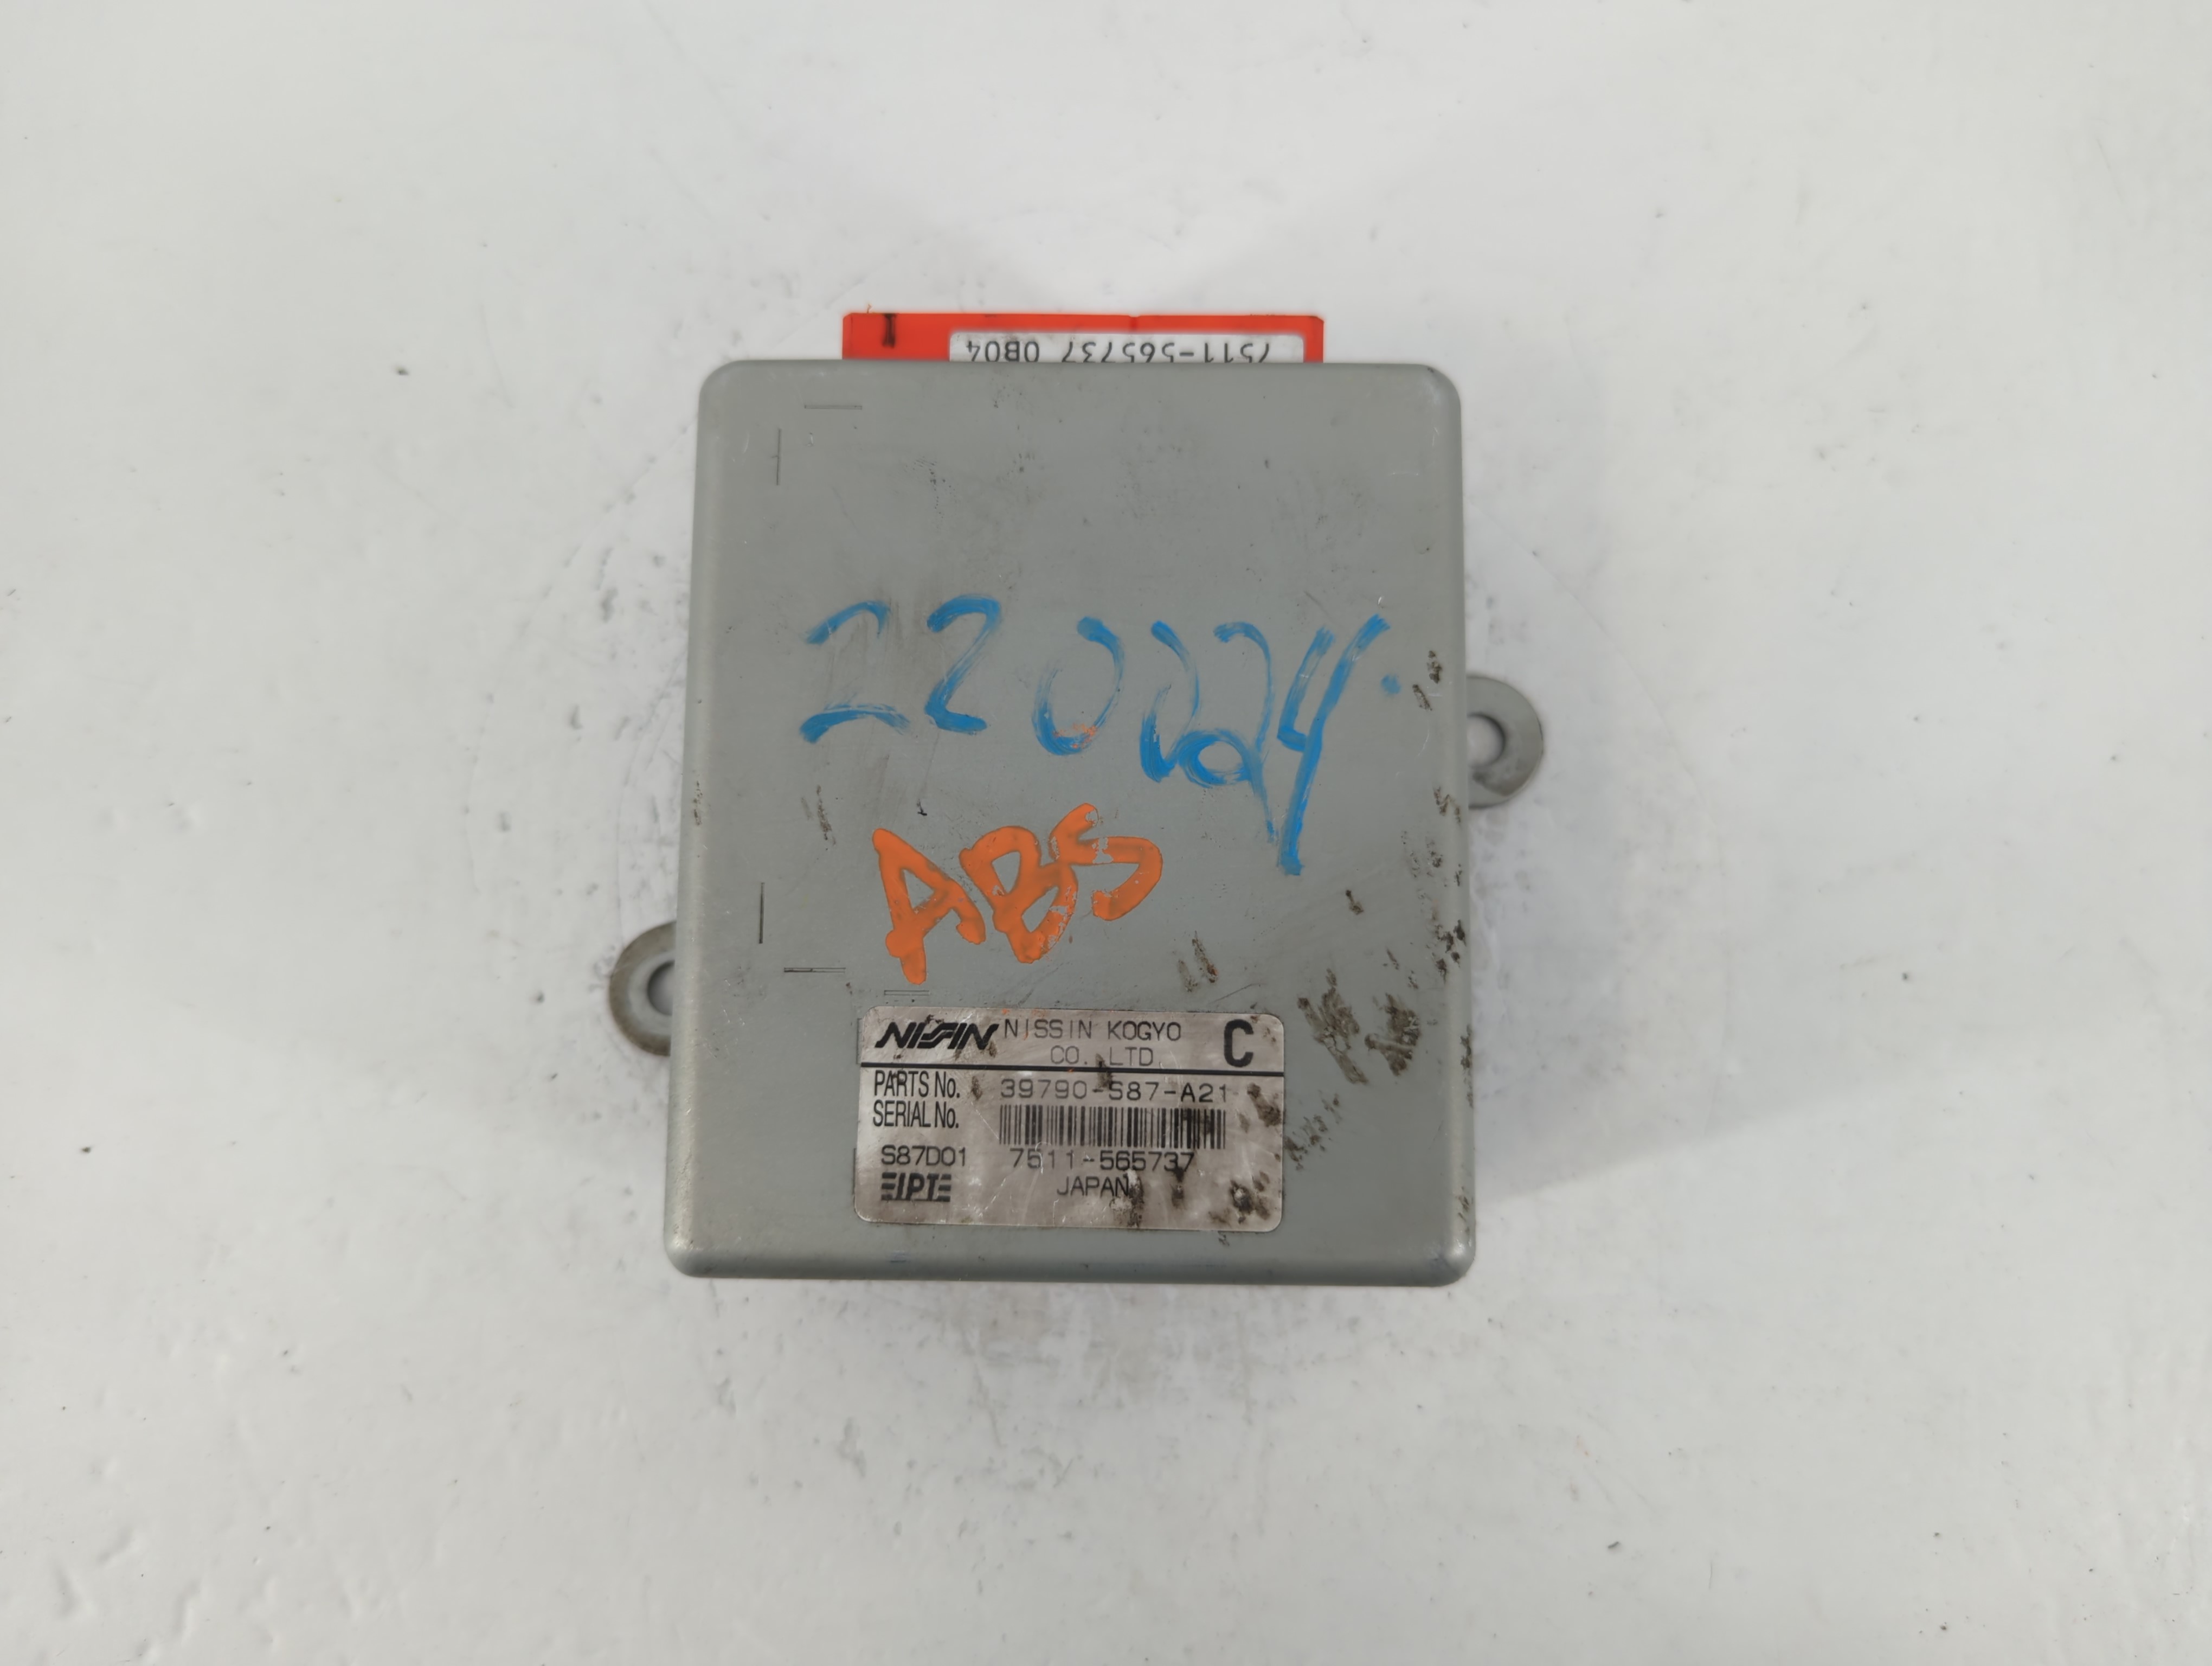 7511-565737 0B04
220224
ABS
NISSIN NISSIN KOGYO C
CO. LTD.
PARTS No. 39790-S87-A21
SERIAL No.
S87D01 7511-565737
JAPAN